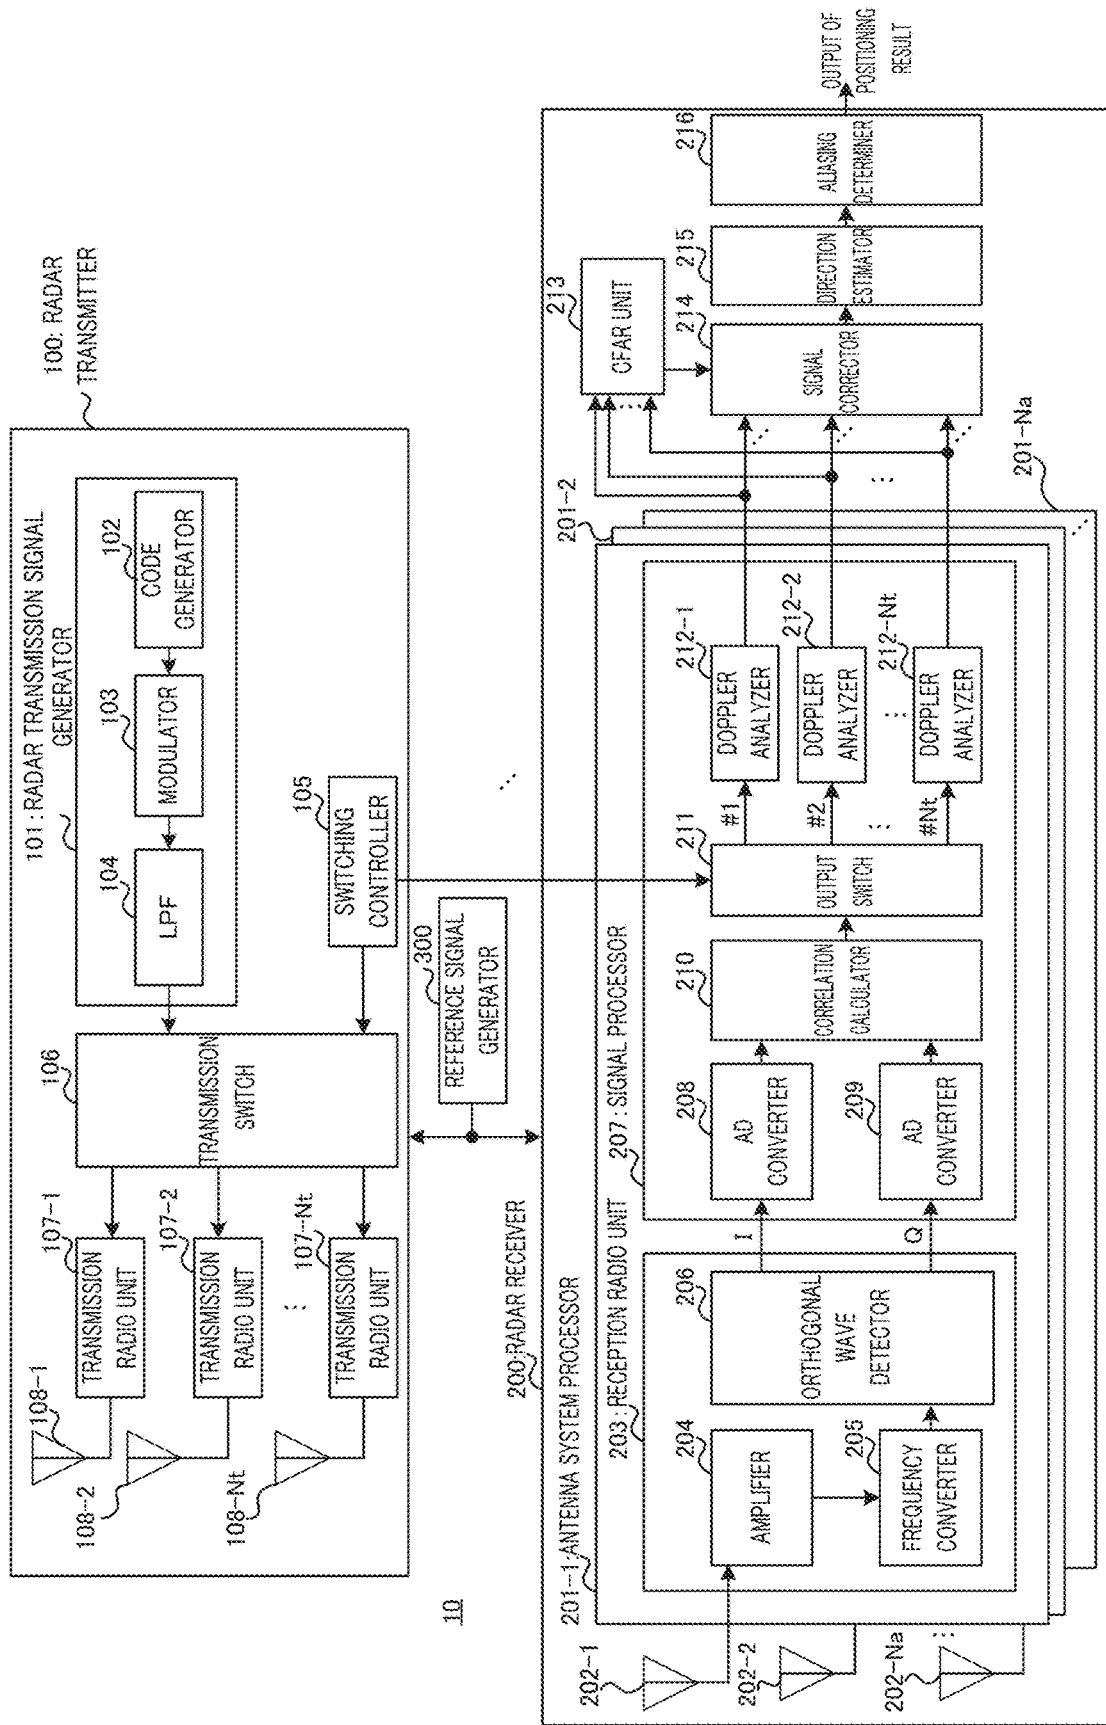 100: RADAR
TRANSMITTER
101: RADAR TRANSMISSION SIGNAL
GENERATOR
102
CODE
GENERATOR
103
MODULATOR
104
LPF
105
SWITCHING
CONTROLLER
106
TRANSMISSION
SWITCH
107-1
TRANSMISSION
RADIO UNIT
107-2
TRANSMISSION
RADIO UNIT
⋮
107-Nt
TRANSMISSION
RADIO UNIT
108-1
108-2
108-Nt
300
REFERENCE SIGNAL
GENERATOR
10
200: RADAR RECEIVER
201-1: ANTENNA SYSTEM PROCESSOR
201-2
201-Na
202-1
202-2
202-Na
203: RECEPTION RADIO UNIT
204
AMPLIFIER
205
FREQUENCY
CONVERTER
206
ORTHOGONAL
WAVE
DETECTOR
I
Q
207: SIGNAL PROCESSOR
208
AD
CONVERTER
209
AD
CONVERTER
210
CORRELATION
CALCULATOR
211
OUTPUT
SWITCH
#1
#2
#Nt
212-1
DOPPLER
ANALYZER
212-2
DOPPLER
ANALYZER
212-Nt
DOPPLER
ANALYZER
213
CFAR UNIT
214
SIGNAL
CORRECTOR
215
DIRECTION
ESTIMATOR
216
ALIASING
DETERMINER
OUTPUT OF
POSITIONING
RESULT